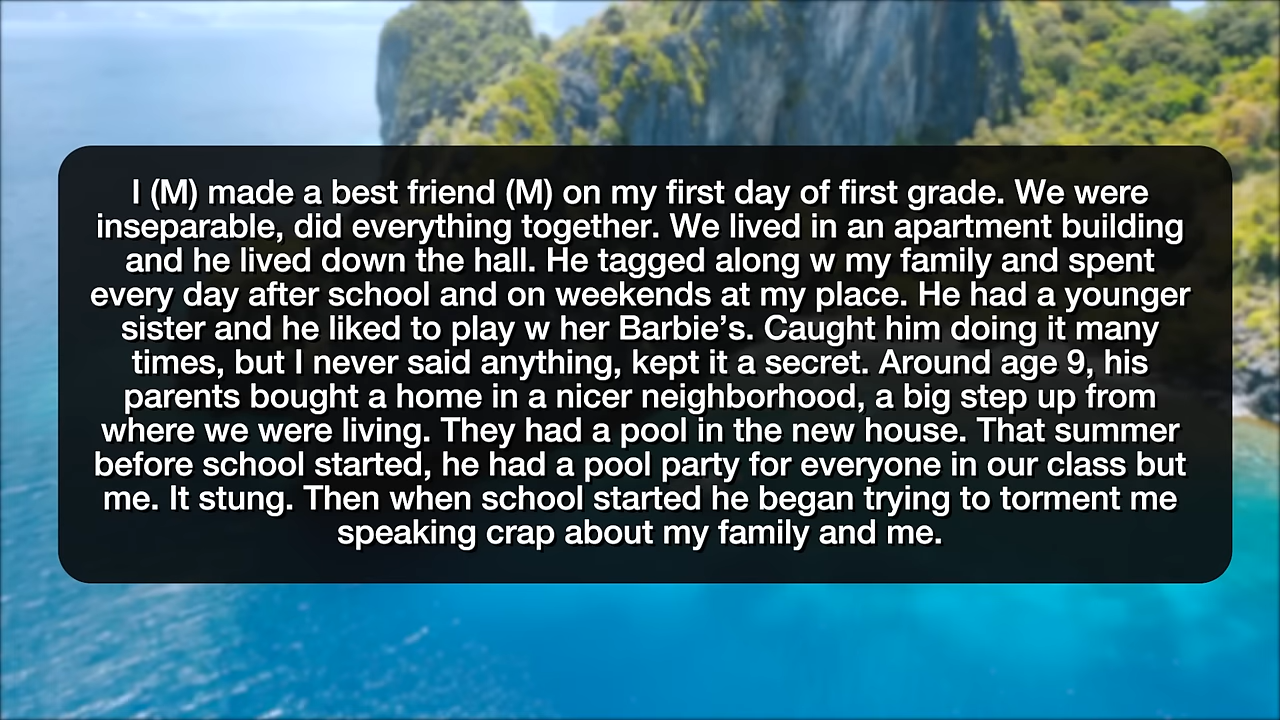 I (M) made a best friend (M) on my first day of first grade. We were
inseparable, did everything together. We lived in an apartment building
and he lived down the hall. He tagged along w my family and spent
every day after school and on weekends at my place. He had a younger
sister and he liked to play w her Barbie’s. Caught him doing it many
times, but I never said anything, kept it a secret. Around age 9, his
parents bought a home in a nicer neighborhood, a big step up from
where we were living. They had a pool in the new house. That summer
before school started, he had a pool party for everyone in our class but
me. It stung. Then when school started he began trying to torment me
speaking crap about my family and me.